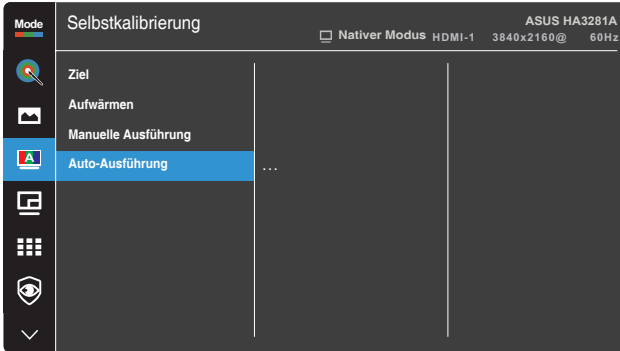 Mode
Selbstkalibrierung
ASUS HA3281A
Nativer Modus HDMI-1 3840x2160@ 60Hz
Ziel
Aufwärmen
Manuelle Ausführung
A
Auto-Ausführung
...